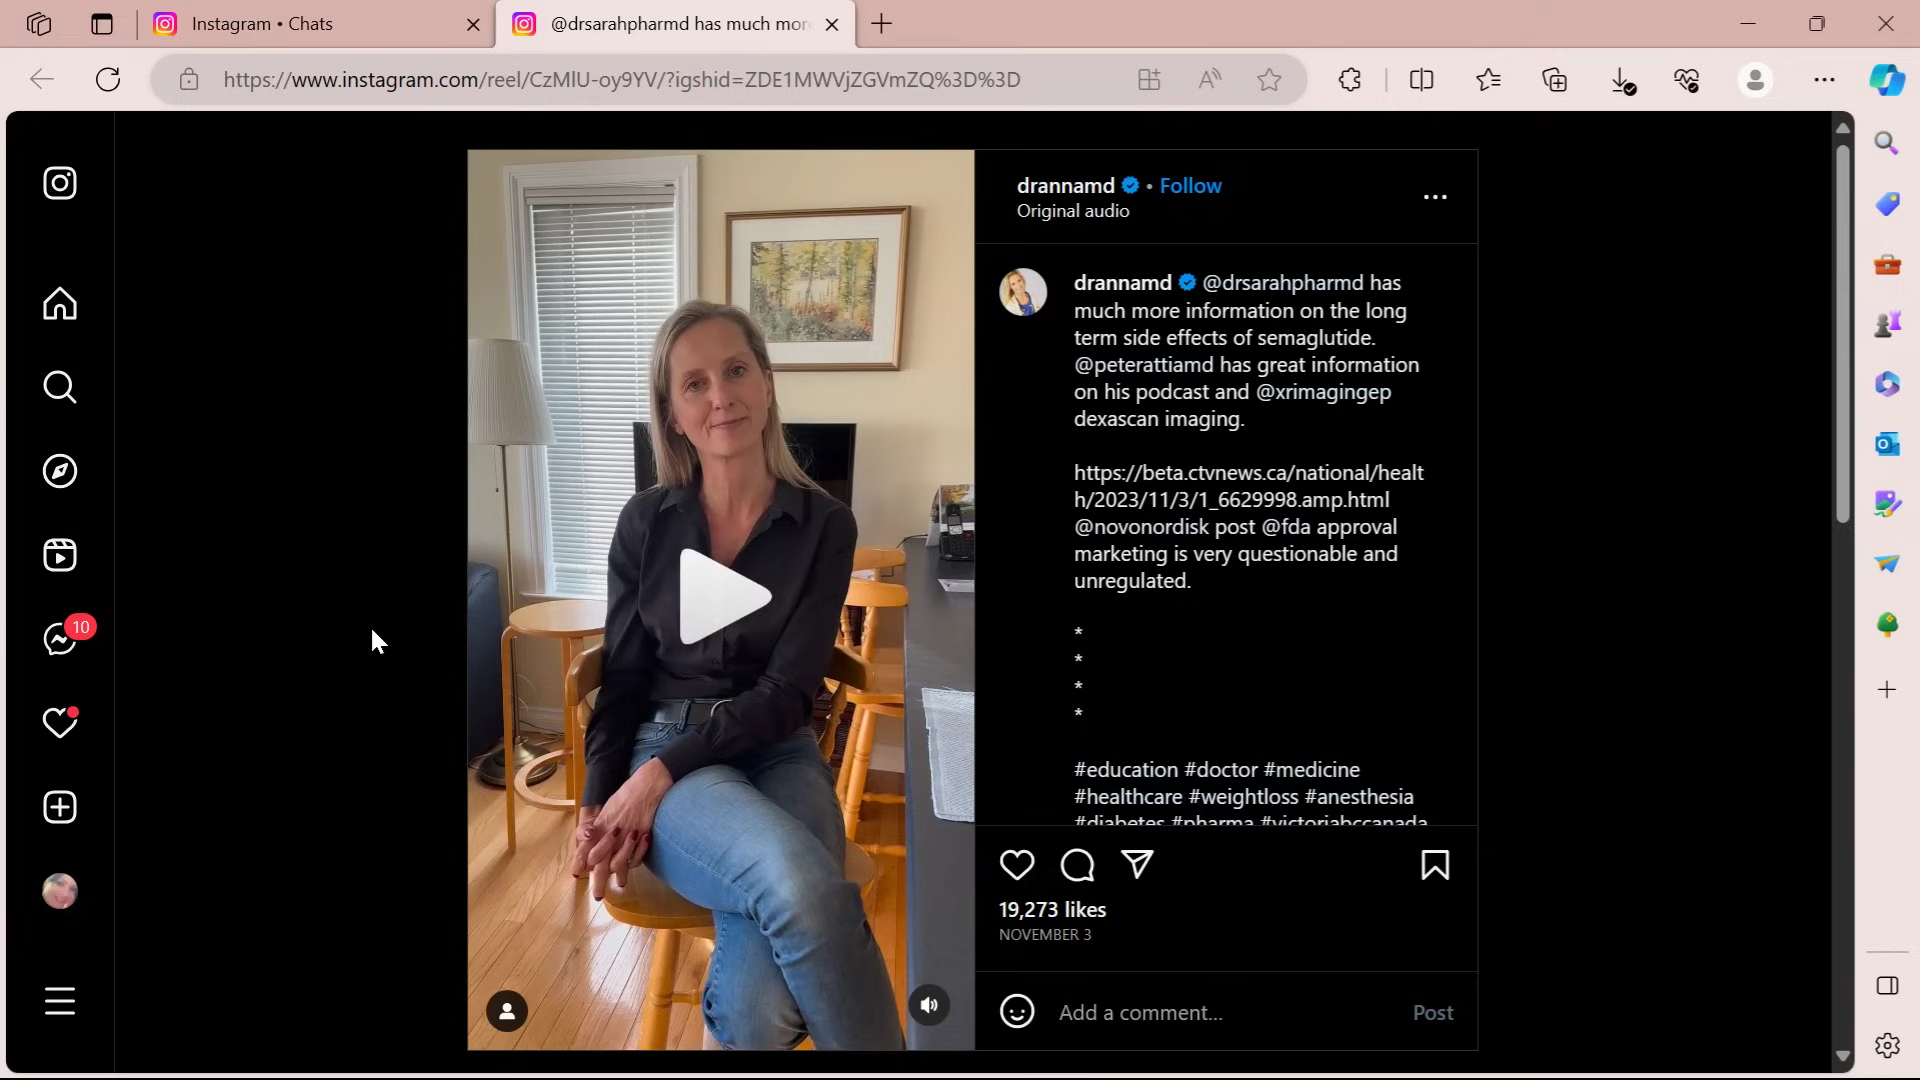 Instagram • Chats
@drsarahpharmd has much mor
https://www.instagram.com/reel/CzMlU-oy9YV/?igshid=ZDE1MWVjZGVmZQ%3D%3D
drannamd • Follow
Original audio
drannamd @drsarahpharmd has
much more information on the long
term side effects of semaglutide.
@peterattiamd has great information
on his podcast and @xrimagingep
dexascan imaging.
https://beta.ctvnews.ca/national/healt
h/2023/11/3/1_6629998.amp.html
@novonordisk post @fda approval
marketing is very questionable and
unregulated.
*
*
*
*
#education #doctor #medicine
#healthcare #weightloss #anesthesia
#diabetes #pharma #victoriabccanada
10
19,273 likes
NOVEMBER 3
Add a comment...
Post